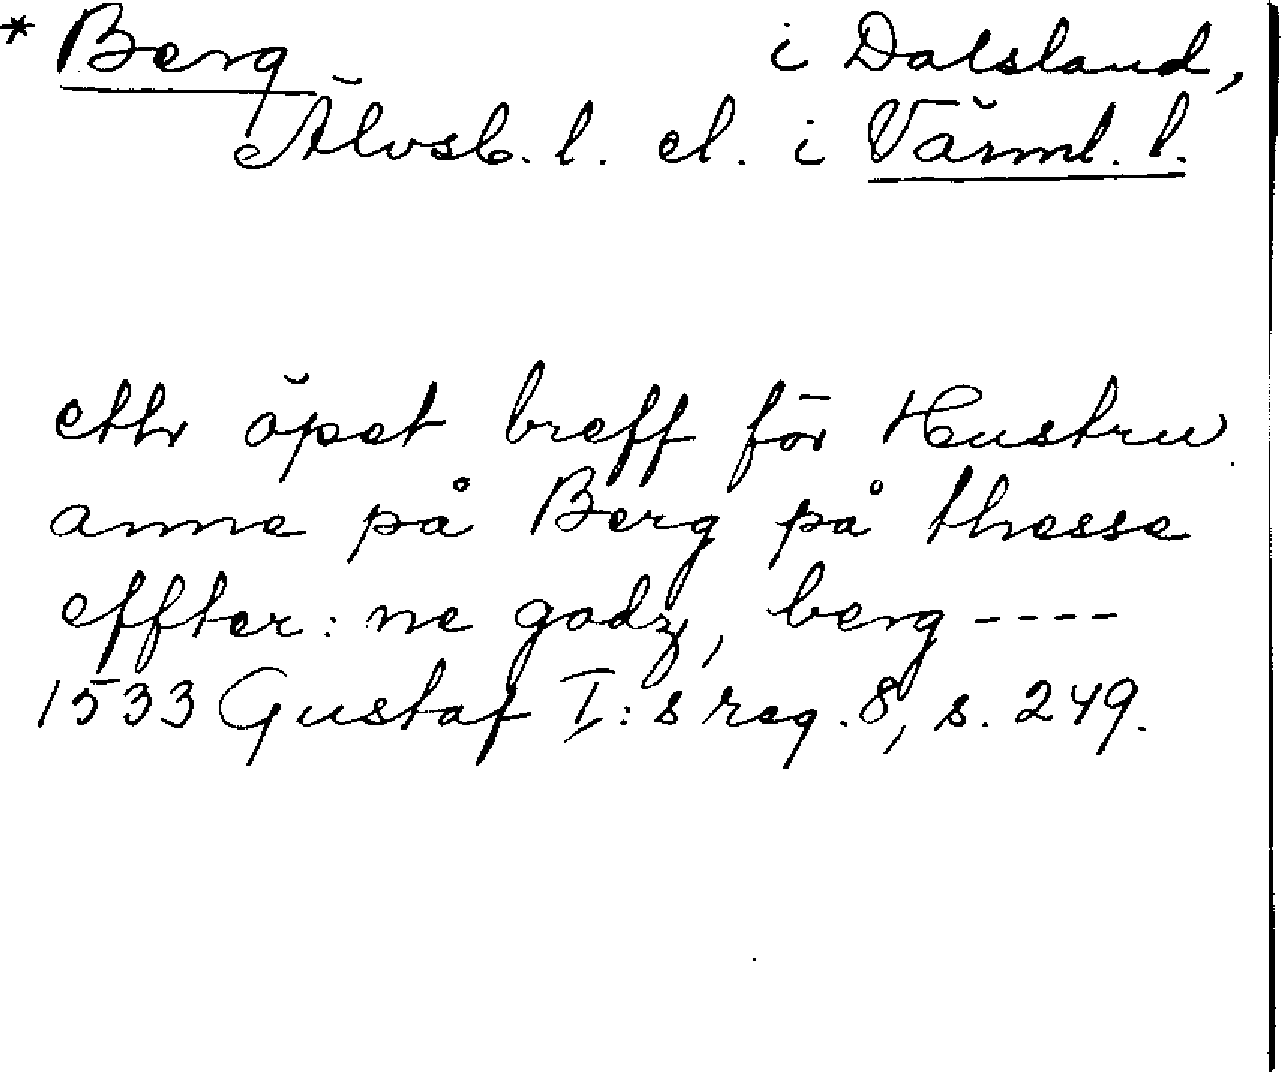 * Berg i Dalsland,
Älvsb. l. el. i Värml. l.
etthr öpet breff för Hustru
anne på Berg på thesse
effter: ne godz, berg ----
1533 Gustaf I:s reg. 8, s. 249.